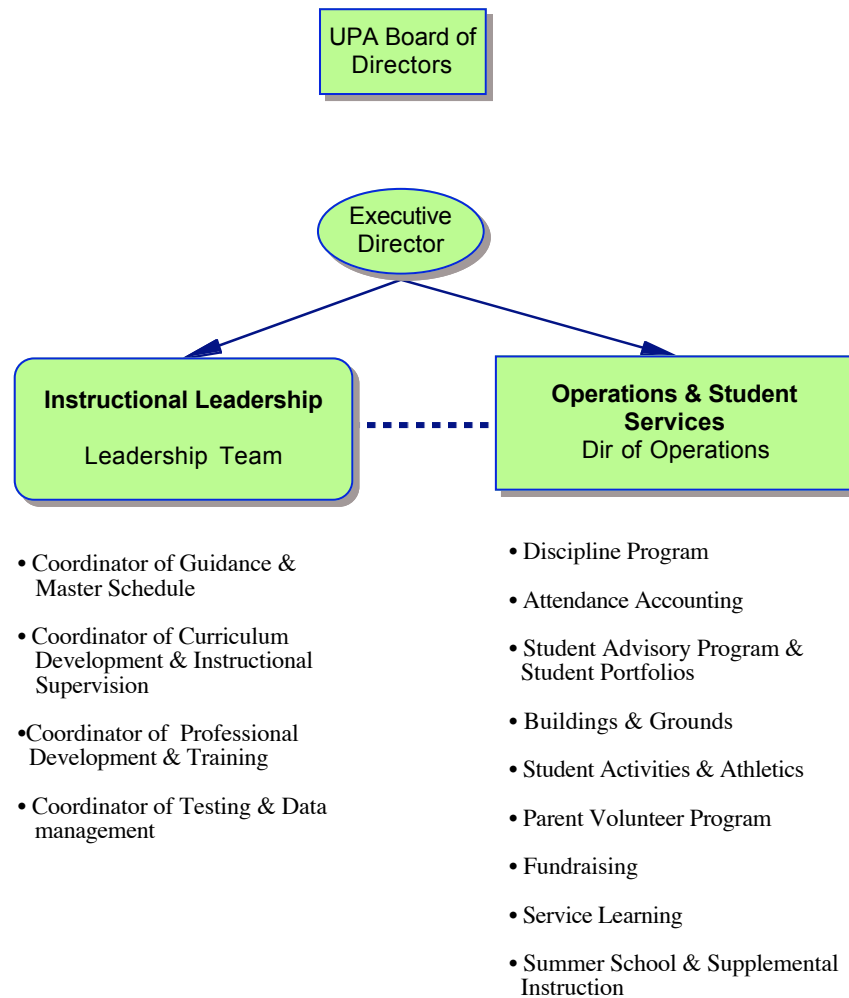 UPA Board of
Directors
Executive
Director
Instructional Leadership
Leadership Team
Operations & Student
Services
Dir of Operations
• Coordinator of Guidance &
Master Schedule
• Coordinator of Curriculum
Development & Instructional
Supervision
•Coordinator of Professional
Development & Training
• Coordinator of Testing & Data
management
• Discipline Program
• Attendance Accounting
• Student Advisory Program &
Student Portfolios
• Buildings & Grounds
• Student Activities & Athletics
• Parent Volunteer Program
• Fundraising
• Service Learning
• Summer School & Supplemental
Instruction